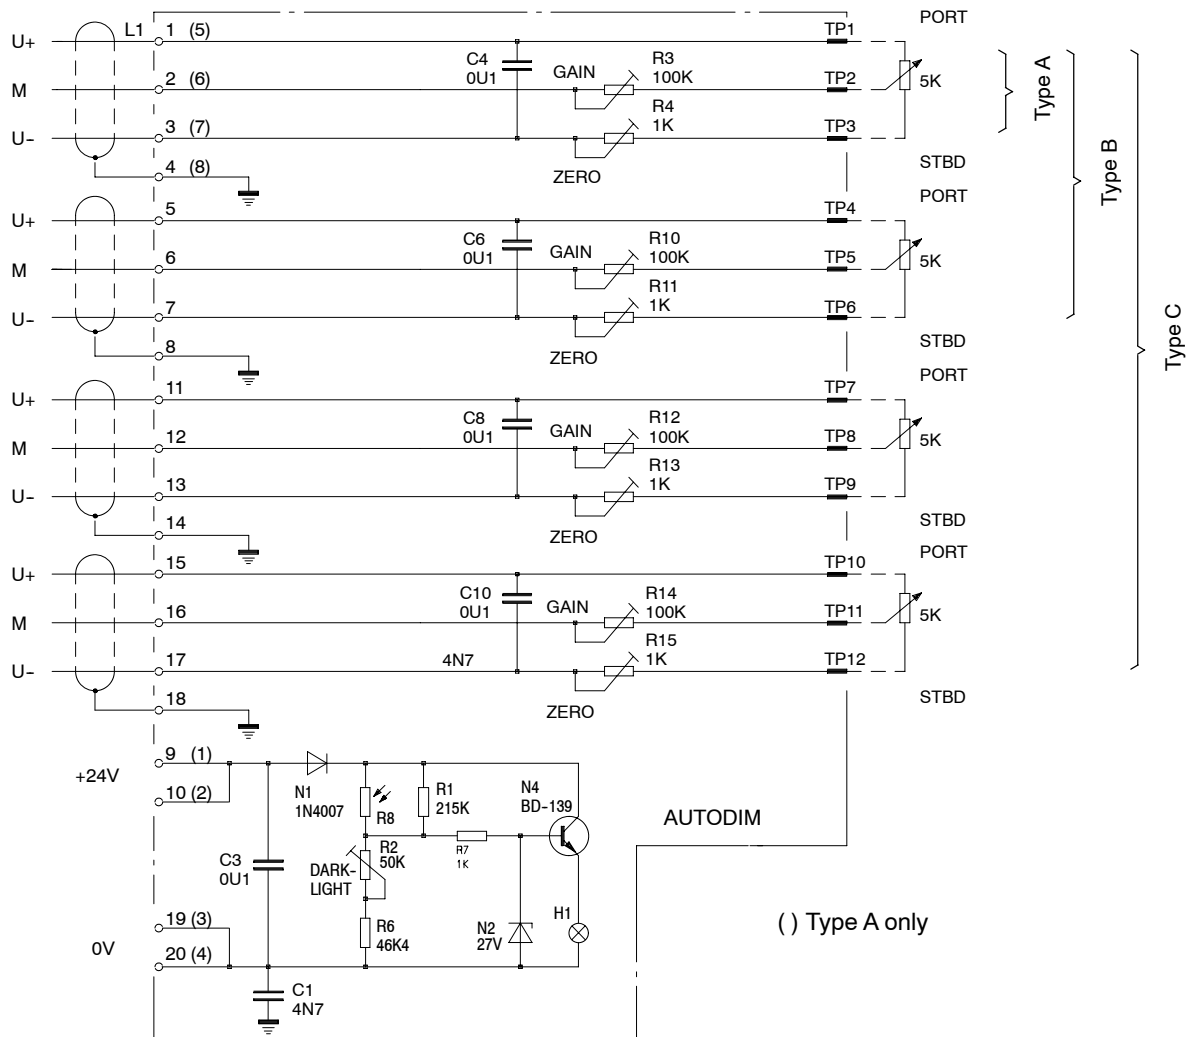 PORT
U+ L1 1 (5) TP1
C4
0U1
GAIN
R3
100K
5K
M 2 (6) TP2
R4
1K
U- 3 (7) TP3
ZERO
4 (8)
STBD
Type A
Type B
Type C
PORT
U+ 5 TP4
C6
0U1
GAIN
R10
100K
5K
M 6 TP5
R11
1K
U- 7 TP6
ZERO
8
STBD
PORT
U+ 11 TP7
C8
0U1
GAIN
R12
100K
5K
M 12 TP8
R13
1K
U- 13 TP9
ZERO
14
STBD
PORT
U+ 15 TP10
C10
0U1
GAIN
R14
100K
5K
M 16 TP11
R15
1K
U- 17 4N7 TP12
ZERO
18
STBD
+24V
9 (1)
10 (2)
N1
1N4007
R8
R1
215K
N4
BD-139
AUTODIM
C3
0U1
DARK-
LIGHT
R2
50K
R7
1K
R6
46K4
N2
27V
H1
( ) Type A only
0V
19 (3)
20 (4)
C1
4N7